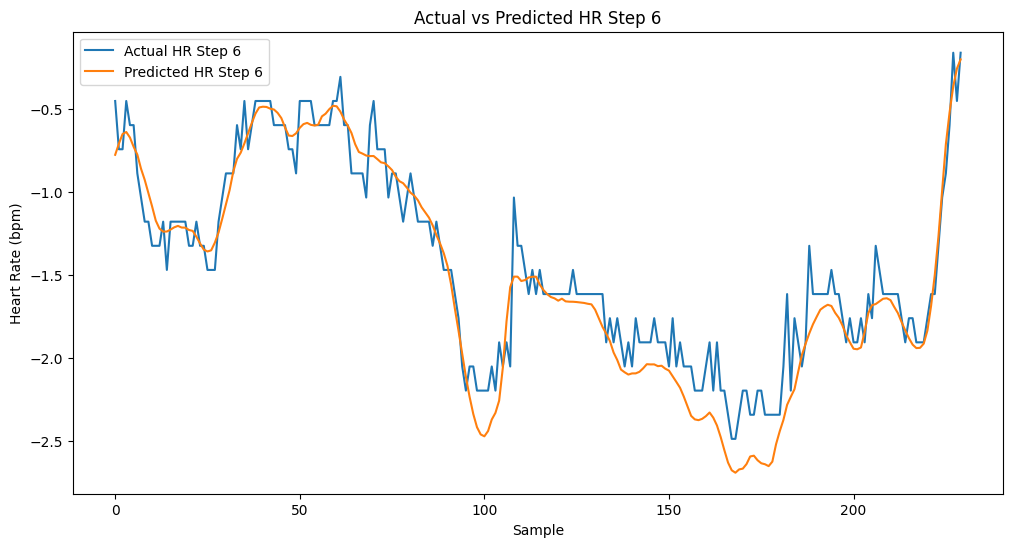 Actual vs Predicted HR Step 6
Actual HR Step 6
Predicted HR Step 6
Heart Rate (bpm)
−0.5
−1.0
−1.5
−2.0
−2.5
0
50
100
150
200
Sample